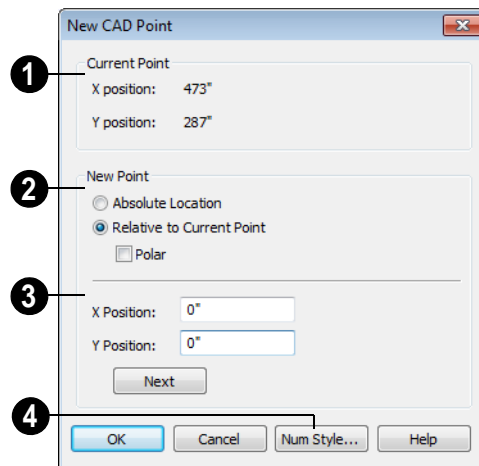 New CAD Point
1
Current Point
X position: 473"
Y position: 287"
2
New Point
Absolute Location
Relative to Current Point
Polar
3
X Position: 0"
Y Position: 0"
Next
4
OK Cancel Num Style... Help